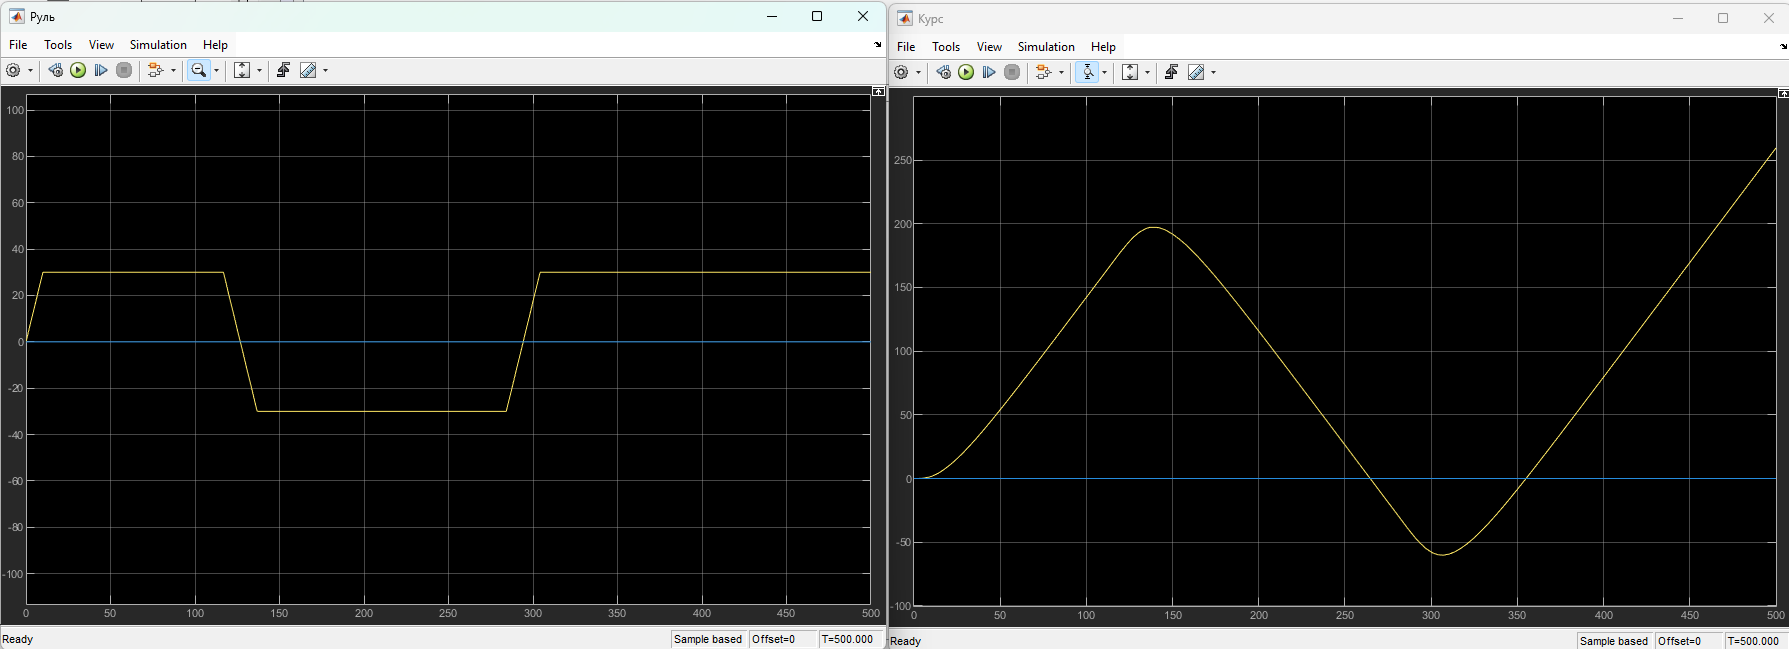 Руль
File Tools View Simulation Help
100
80
60
40
20
0
-20
-40
-60
-80
-100
0 50 100 150 200 250 300 350 400 450 500
Ready Sample based Offset=0 T=500.000
Курс
File Tools View Simulation Help
250
200
150
100
50
0
-50
-100
0 50 100 150 200 250 300 350 400 450 500
Ready Sample based Offset=0 T=500.000